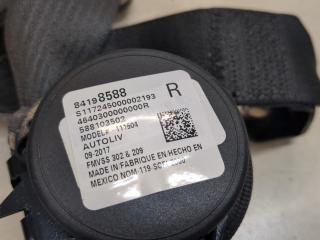 84198588
R
S117245000002193
4640300000000R
588103502
MODEL#
AUTOLIV
09-2017
FMVSS 302 & 209
MADE IN FABRIQUE EN HECHO EN
MEXICO NOM-119-